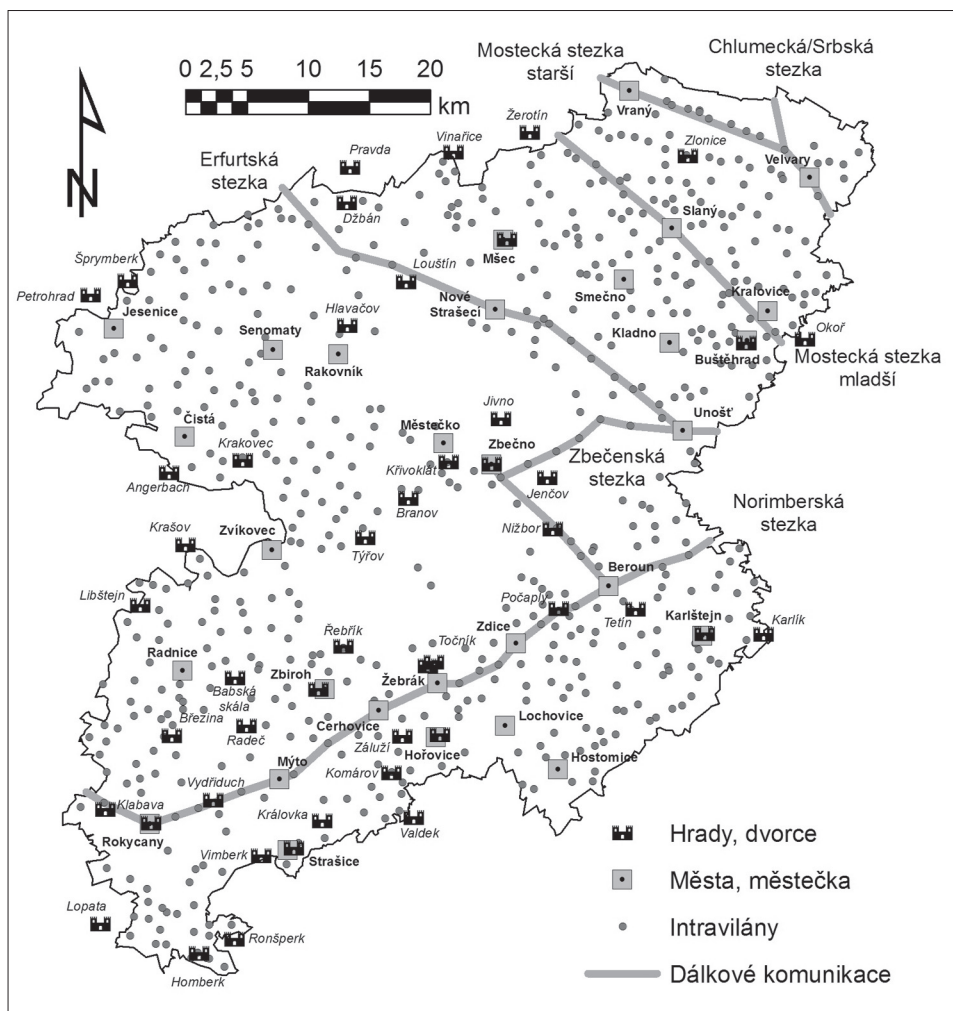 Mostecká stezka
starší
Chlumecká/Srbská
stezka
0 2,5 5 10 15 20
km
N
Erfurtská
stezka
Vraný
Žerotín
Vinařice
Zlonice
Velvary
Pravda
Džbán
Slaný
Mšec
Šprymberk
Petrohrad
Jesenice
Louštín
Smečno
Nové
Strašecí
Kralovice
Hlavačov
Senomaty
Rakovník
Kladno
Buštěhrad
Okoř
Mostecká stezka
mladší
Čistá
Krakovec
Angerbach
Městečko
Jivno
Křivoklát
Zbečno
Unošť
Zbečenská
stezka
Jenčov
Branov
Norimberská
stezka
Krašov
Zvíkovec
Týřov
Nižbor
Beroun
Libštejn
Počaply
Tetín
Karlštejn
Karlík
Radnice
Řebřík
Točník
Zdice
Zbiroh
Žebrák
Babská
skála
Březina
Radeč
Cerhovice
Záluží
Hořovice
Lochovice
Mýto
Komárov
Hostomice
Vydřiduch
Klabava
Rokycany
Královka
Valdek
Vimberk
Strašice
Lopata
Ronšperk
Homberk
Hrady, dvorce
Města, městečka
Intravilány
Dálkové komunikace